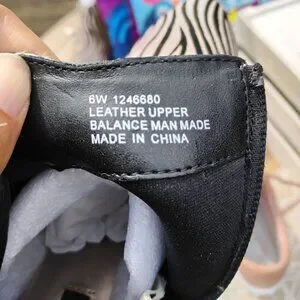 6W 1246680
LEATHER UPPER
BALANCE MAN MADE
MADE IN CHINA